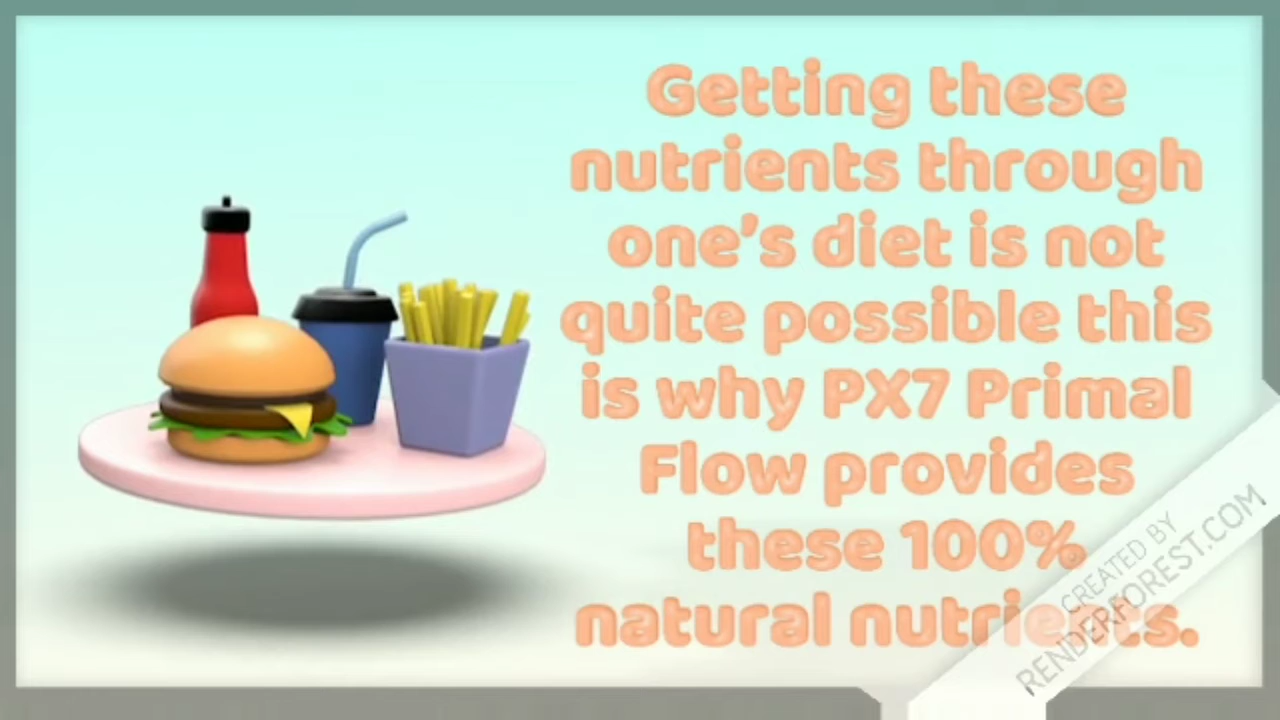 Getting these
nutrients through
one's diet is not
quite possible this
is why PX7 Primal
Flow provides
these 100%
natural nutrients.
CREATED BY
RENDERFOREST.COM